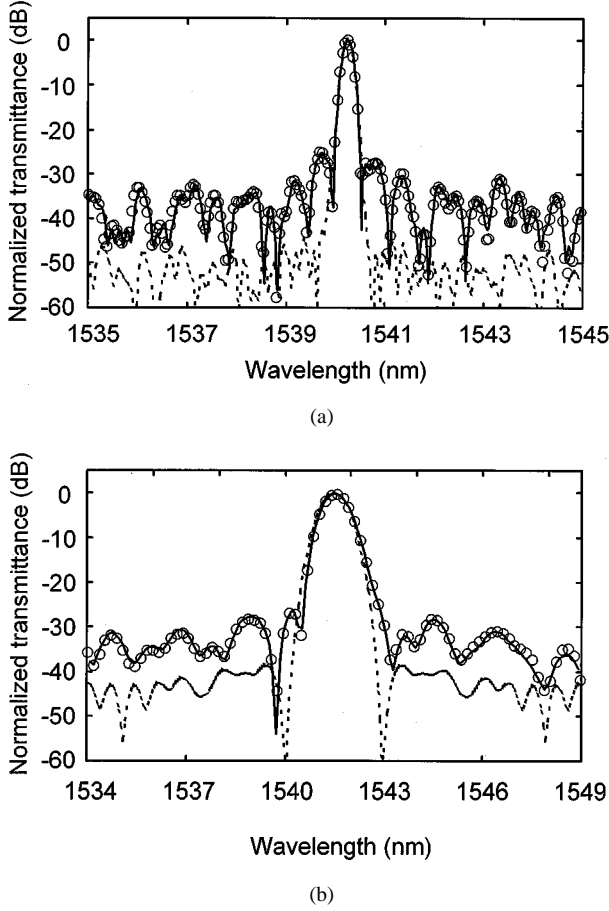 Normalized transmittance (dB)
0
-10
-20
-30
-40
-50
-60
1535 1537 1539 1541 1543 1545
Wavelength (nm)
(a)
Normalized transmittance (dB)
0
-10
-20
-30
-40
-50
-60
1534 1537 1540 1543 1546 1549
Wavelength (nm)
(b)